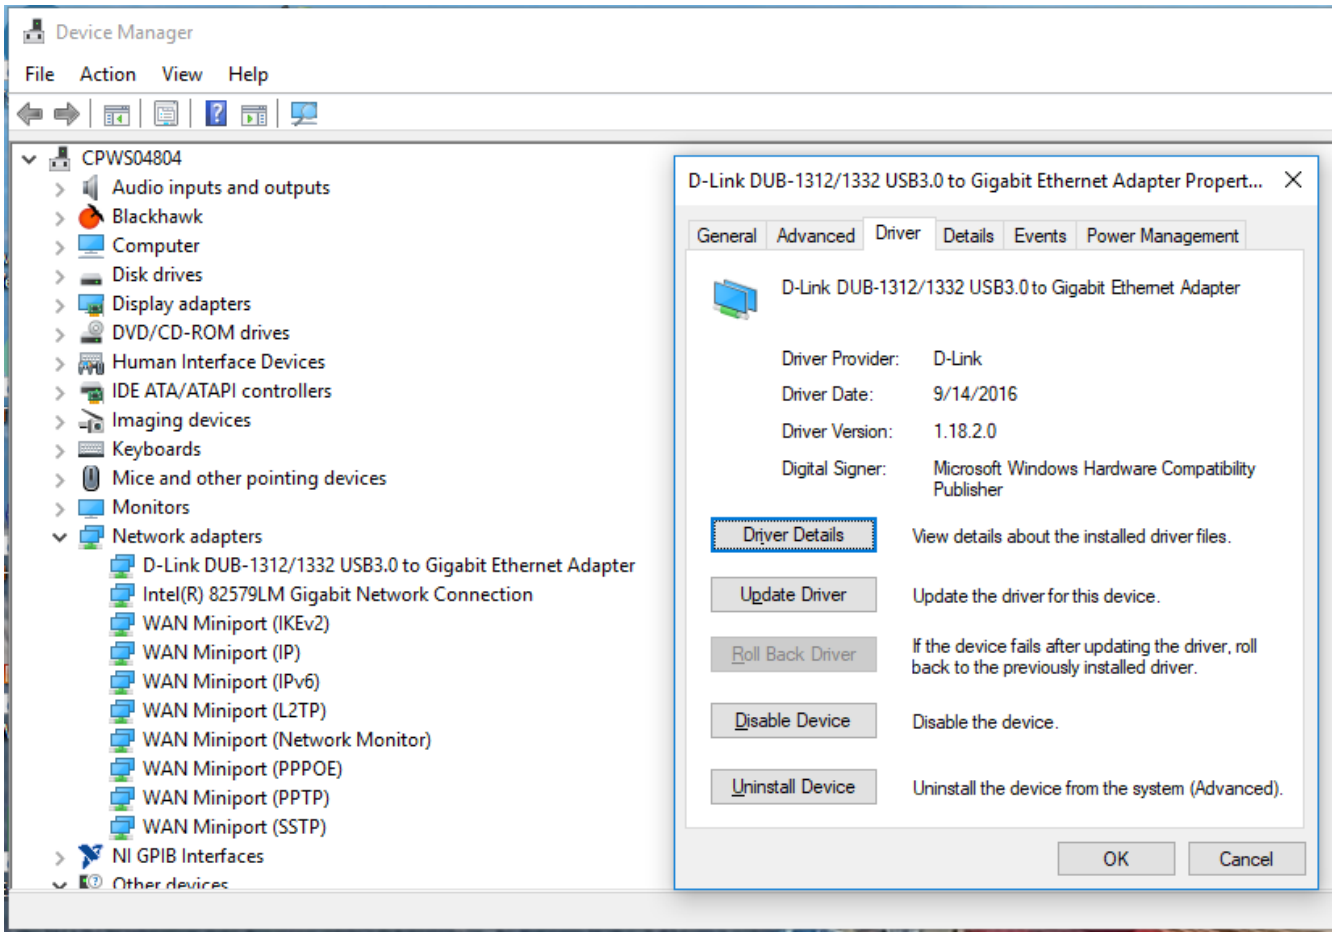 Device Manager
File Action View Help
CPWS04804
Audio inputs and outputs
Blackhawk
Computer
Disk drives
Display adapters
DVD/CD-ROM drives
Human Interface Devices
IDE ATA/ATAPI controllers
Imaging devices
Keyboards
Mice and other pointing devices
Monitors
Network adapters
D-Link DUB-1312/1332 USB3.0 to Gigabit Ethernet Adapter
Intel(R) 82579LM Gigabit Network Connection
WAN Miniport (IKEv2)
WAN Miniport (IP)
WAN Miniport (IPv6)
WAN Miniport (L2TP)
WAN Miniport (Network Monitor)
WAN Miniport (PPPOE)
WAN Miniport (PPTP)
WAN Miniport (SSTP)
NI GPIB Interfaces
Other devices
D-Link DUB-1312/1332 USB3.0 to Gigabit Ethernet Adapter Propert...
General Advanced Driver Details Events Power Management
D-Link DUB-1312/1332 USB3.0 to Gigabit Ethernet Adapter
Driver Provider: D-Link
Driver Date: 9/14/2016
Driver Version: 1.18.2.0
Digital Signer: Microsoft Windows Hardware Compatibility
Publisher
Driver Details View details about the installed driver files.
Update Driver Update the driver for this device.
Roll Back Driver If the device fails after updating the driver, roll
back to the previously installed driver.
Disable Device Disable the device.
Uninstall Device Uninstall the device from the system (Advanced).
OK Cancel